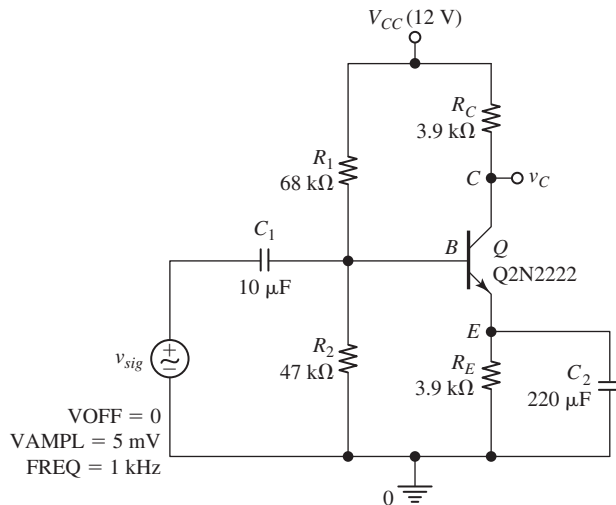 V_CC (12 V)
R_C
3.9 kΩ
R_1
68 kΩ
C
v_C
C_1
10 μF
B
Q
Q2N2222
E
v_sig
+
−
R_2
47 kΩ
R_E
3.9 kΩ
C_2
220 μF
VOFF = 0
VAMPL = 5 mV
FREQ = 1 kHz
0